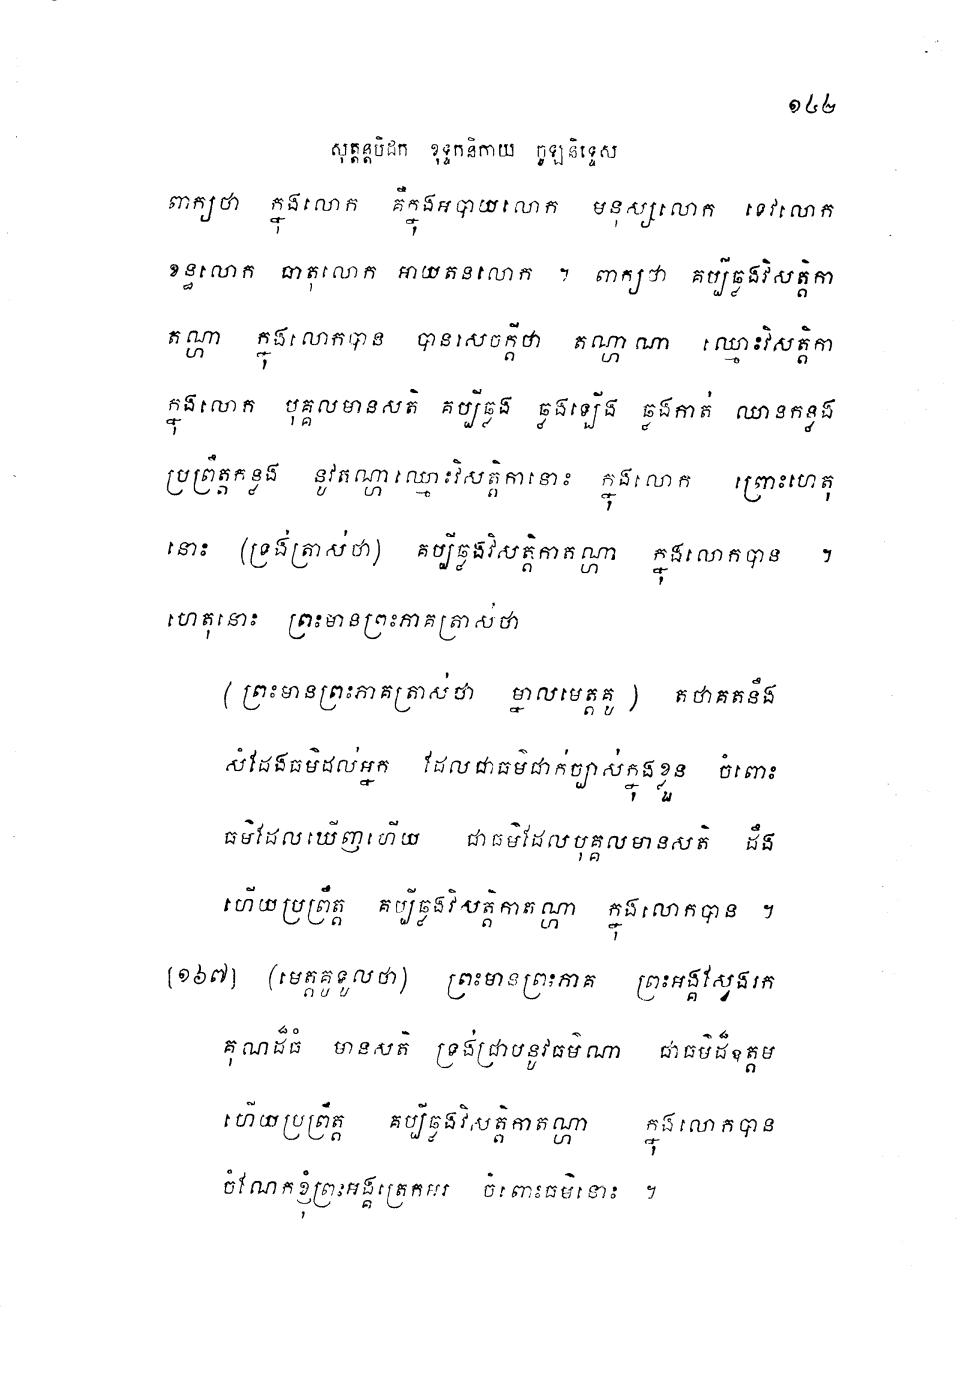 ១៤២
សុត្តន្តបិដក ខុទ្ទកនិកាយ ចូឡនិទ្ទេស
ពាក្យថា ក្នុងលោក គឺក្នុងអបាយលោក មនុស្សលោក ទេវលោក
ខន្ធលោក ធាតុលោក អាយតនលោក ។ ពាក្យថា គប្បីឆ្លងវិសត្តិកា
តណ្ហា ក្នុងលោកបាន បានសេចក្តីថា តណ្ហាណា ឈ្មោះវិសត្តិកា
ក្នុងលោក បុគ្គលមានសតិ គប្បីឆ្លង ឆ្លងឡើង ឆ្លងកាត់ ឈានកន្លង
ប្រព្រឹត្តកន្លង នូវតណ្ហាឈ្មោះវិសត្តិកានោះ ក្នុងលោក ព្រោះហេតុ
នោះ (ទ្រង់ត្រាស់ថា) គប្បីឆ្លងវិសត្តិកាតណ្ហា ក្នុងលោកបាន ។
ហេតុនោះ ព្រះមានព្រះភាគត្រាស់ថា
(ព្រះមានព្រះភាគត្រាស់ថា ម្នាលមេត្តគូ) តថាគតនឹង
សំដែងធម៌ដល់អ្នក ដែលជាធម៌ជាក់ច្បាស់ក្នុងខ្លួន ចំពោះ
ធម៌ដែលឃើញហើយ ជាធម៌ដែលបុគ្គលមានសតិ ដឹង
ហើយប្រព្រឹត្ត គប្បីឆ្លងវិសត្តិកាតណ្ហា ក្នុងលោកបាន ។
[១៦៧] (មេត្តគូទូលថា) ព្រះមានព្រះភាគ ព្រះអង្គស្វែងរក
គុណដ៏ធំ មានសតិ ទ្រង់ជ្រាបនូវធម៌ណា ជាធម៌ដ៏ឧត្តម
ហើយប្រព្រឹត្ត គប្បីឆ្លងវិសត្តិកាតណ្ហា ក្នុងលោកបាន
ចំណែកខ្ញុំព្រះអង្គត្រេកអរ ចំពោះធម៌នោះ ។